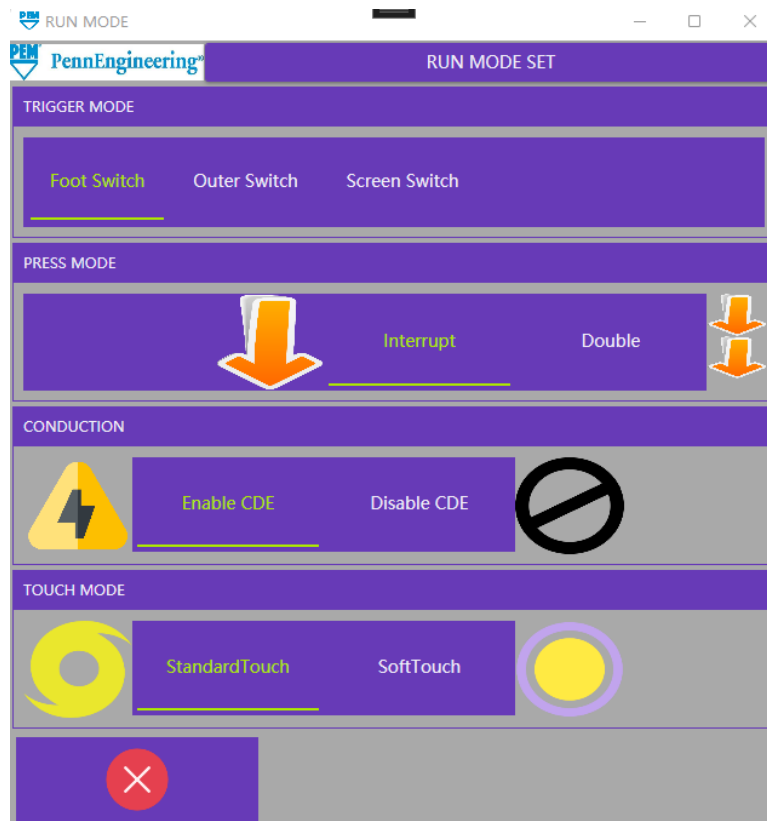 PEM RUN MODE
PEM PennEngineering® RUN MODE SET
TRIGGER MODE
Foot Switch Outer Switch Screen Switch
PRESS MODE
Interrupt Double
CONDUCTION
Enable CDE Disable CDE
TOUCH MODE
StandardTouch SoftTouch